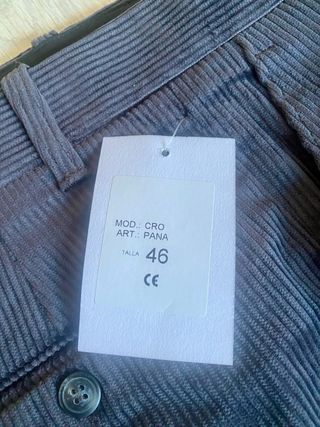 MOD.: CRO
ART.: PANA
TALLA 46
CE